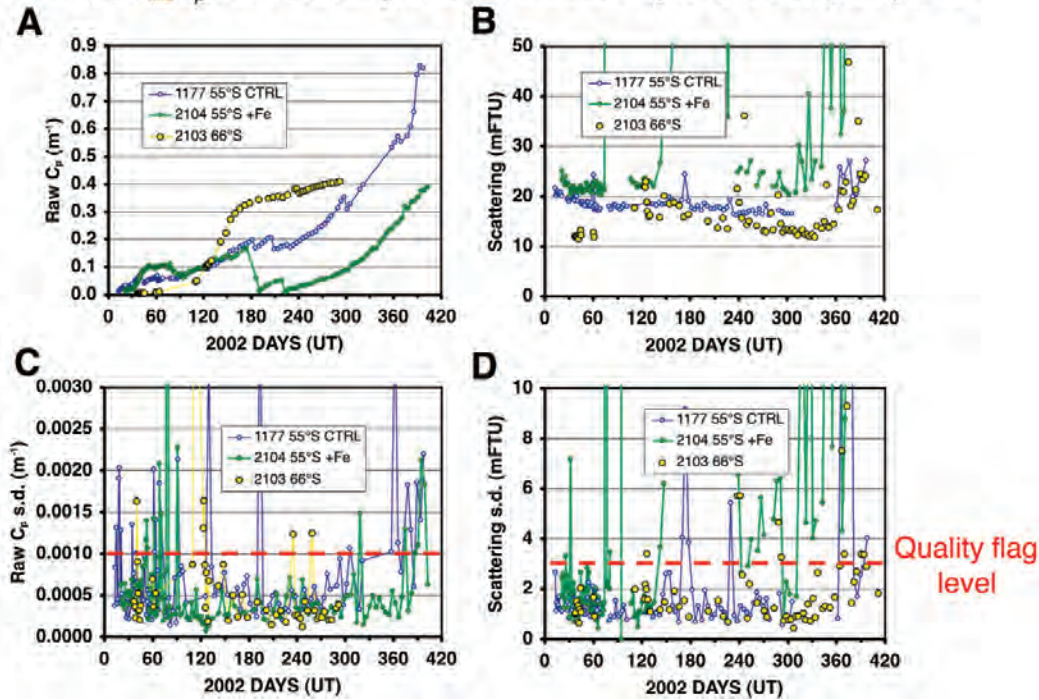 A
Raw Cₚ (m⁻¹)
0.9
0.8
0.7
0.6
0.5
0.4
0.3
0.2
0.1
0.0
1177 55°S CTRL
2104 55°S +Fe
2103 66°S
0 60 120 180 240 300 360 420
2002 DAYS (UT)
B
Scattering (mFTU)
50
40
30
20
10
0
1177 55°S CTRL
2104 55°S +Fe
2103 66°S
0 60 120 180 240 300 360 420
2002 DAYS (UT)
C
Raw Cₚ s.d. (m⁻¹)
0.0030
0.0025
0.0020
0.0015
0.0010
0.0005
0.0000
1177 55°S CTRL
2104 55°S +Fe
2103 66°S
0 60 120 180 240 300 360 420
2002 DAYS (UT)
D
Scattering s.d. (mFTU)
10
8
6
4
2
0
1177 55°S CTRL
2104 55°S +Fe
2103 66°S
0 60 120 180 240 300 360 420
2002 DAYS (UT)
Quality flag
level